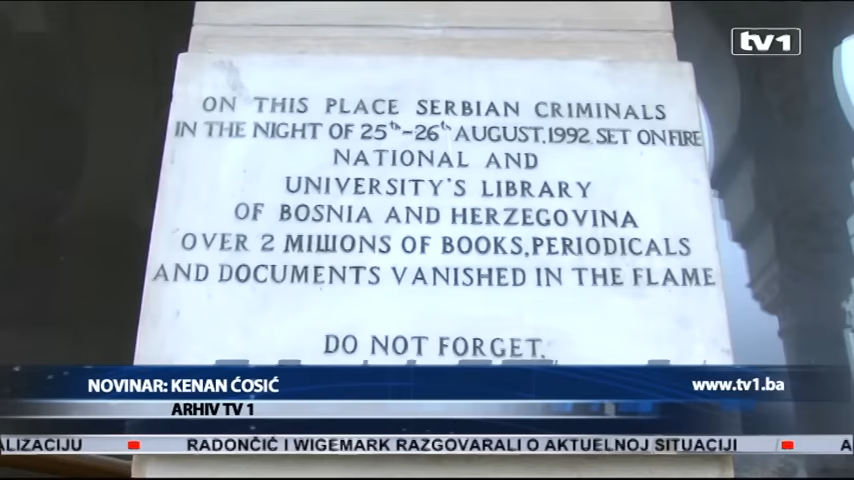 tv1
ON THIS PLACE SERBIAN CRIMINALS
IN THE NIGHT OF 25th-26th AUGUST.1992. SET ON FIRE
NATIONAL AND
UNIVERSITY'S LIBRARY
OF BOSNIA AND HERZEGOVINA
OVER 2 MILLIONS OF BOOKS,PERIODICALS
AND DOCUMENTS VANISHED IN THE FLAME
DO NOT FORGET.
NOVINAR: KENAN ĆOSIĆ
www.tv1.ba
ARHIV TV 1
ALIZACIJU
RADONČIĆ I WIGEMARK RAZGOVARALI O AKTUELNOJ SITUACIJI
A